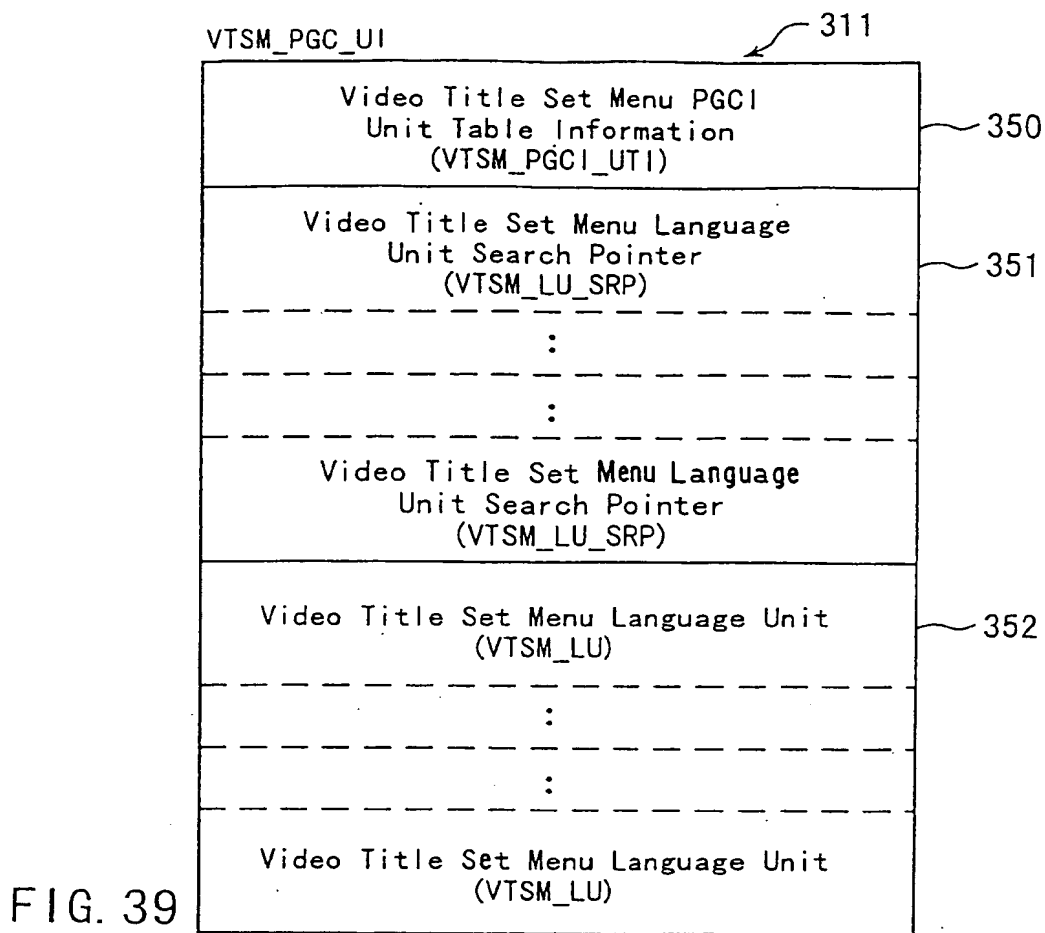 VTSM_PGC_UI
311
Video Title Set Menu PGCI
Unit Table Information
(VTSM_PGCI_UTI)
350
Video Title Set Menu Language
Unit Search Pointer
(VTSM_LU_SRP)
351
:
:
Video Title Set Menu Language
Unit Search Pointer
(VTSM_LU_SRP)
Video Title Set Menu Language Unit
(VTSM_LU)
352
:
:
Video Title Set Menu Language Unit
(VTSM_LU)
FIG. 39